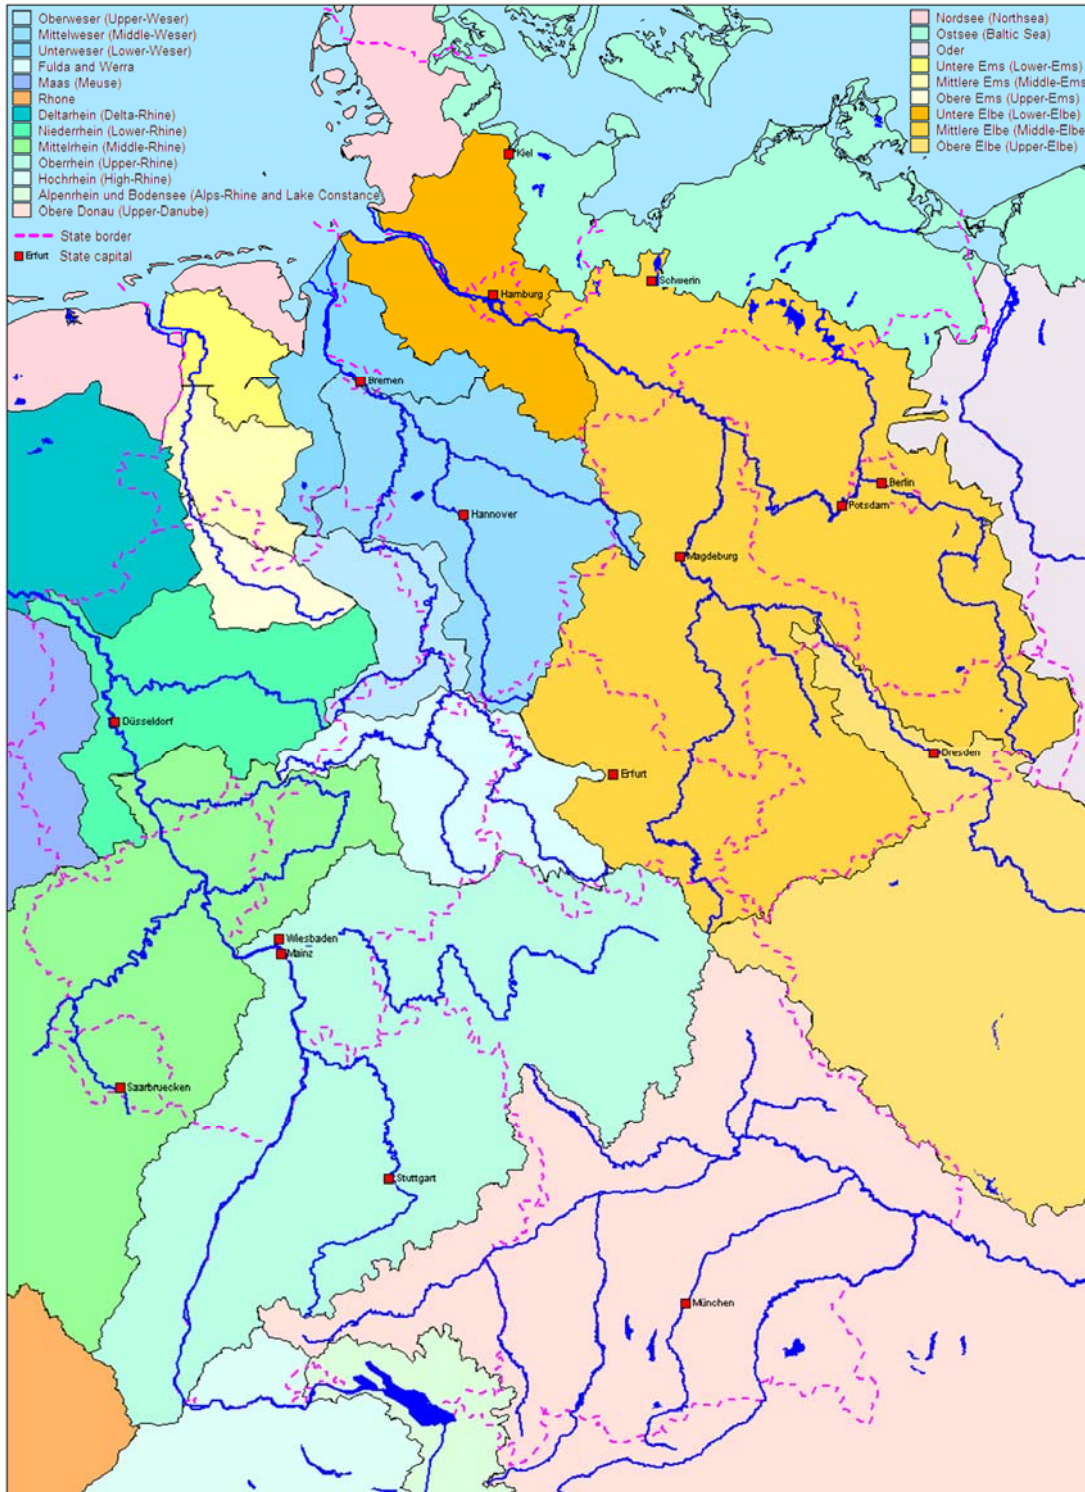 Oberweser (Upper-Weser)
Mittelweser (Middle-Weser)
Unterweser (Lower-Weser)
Fulda and Werra
Maas (Meuse)
Rhone
Deltarhein (Delta-Rhine)
Niederrhein (Lower-Rhine)
Mittelrhein (Middle-Rhine)
Oberrhein (Upper-Rhine)
Hochrhein (High-Rhine)
Alpenrhein und Bodensee (Alps-Rhine and Lake Constance)
Obere Donau (Upper-Danube)
State border
Erfurt State capital
Nordsee (Northsea)
Ostsee (Baltic Sea)
Oder
Untere Ems (Lower-Ems)
Mittlere Ems (Middle-Ems
Obere Ems (Upper-Ems)
Untere Elbe (Lower-Elbe)
Mittlere Elbe (Middle-Elbe
Obere Elbe (Upper-Elbe)
Kiel
Schwerin
Hamburg
Bremen
Berlin
Potsdam
Hannover
Magdeburg
Düsseldorf
Dresden
Erfurt
Wiesbaden
Mainz
Saarbruecken
Stuttgart
München